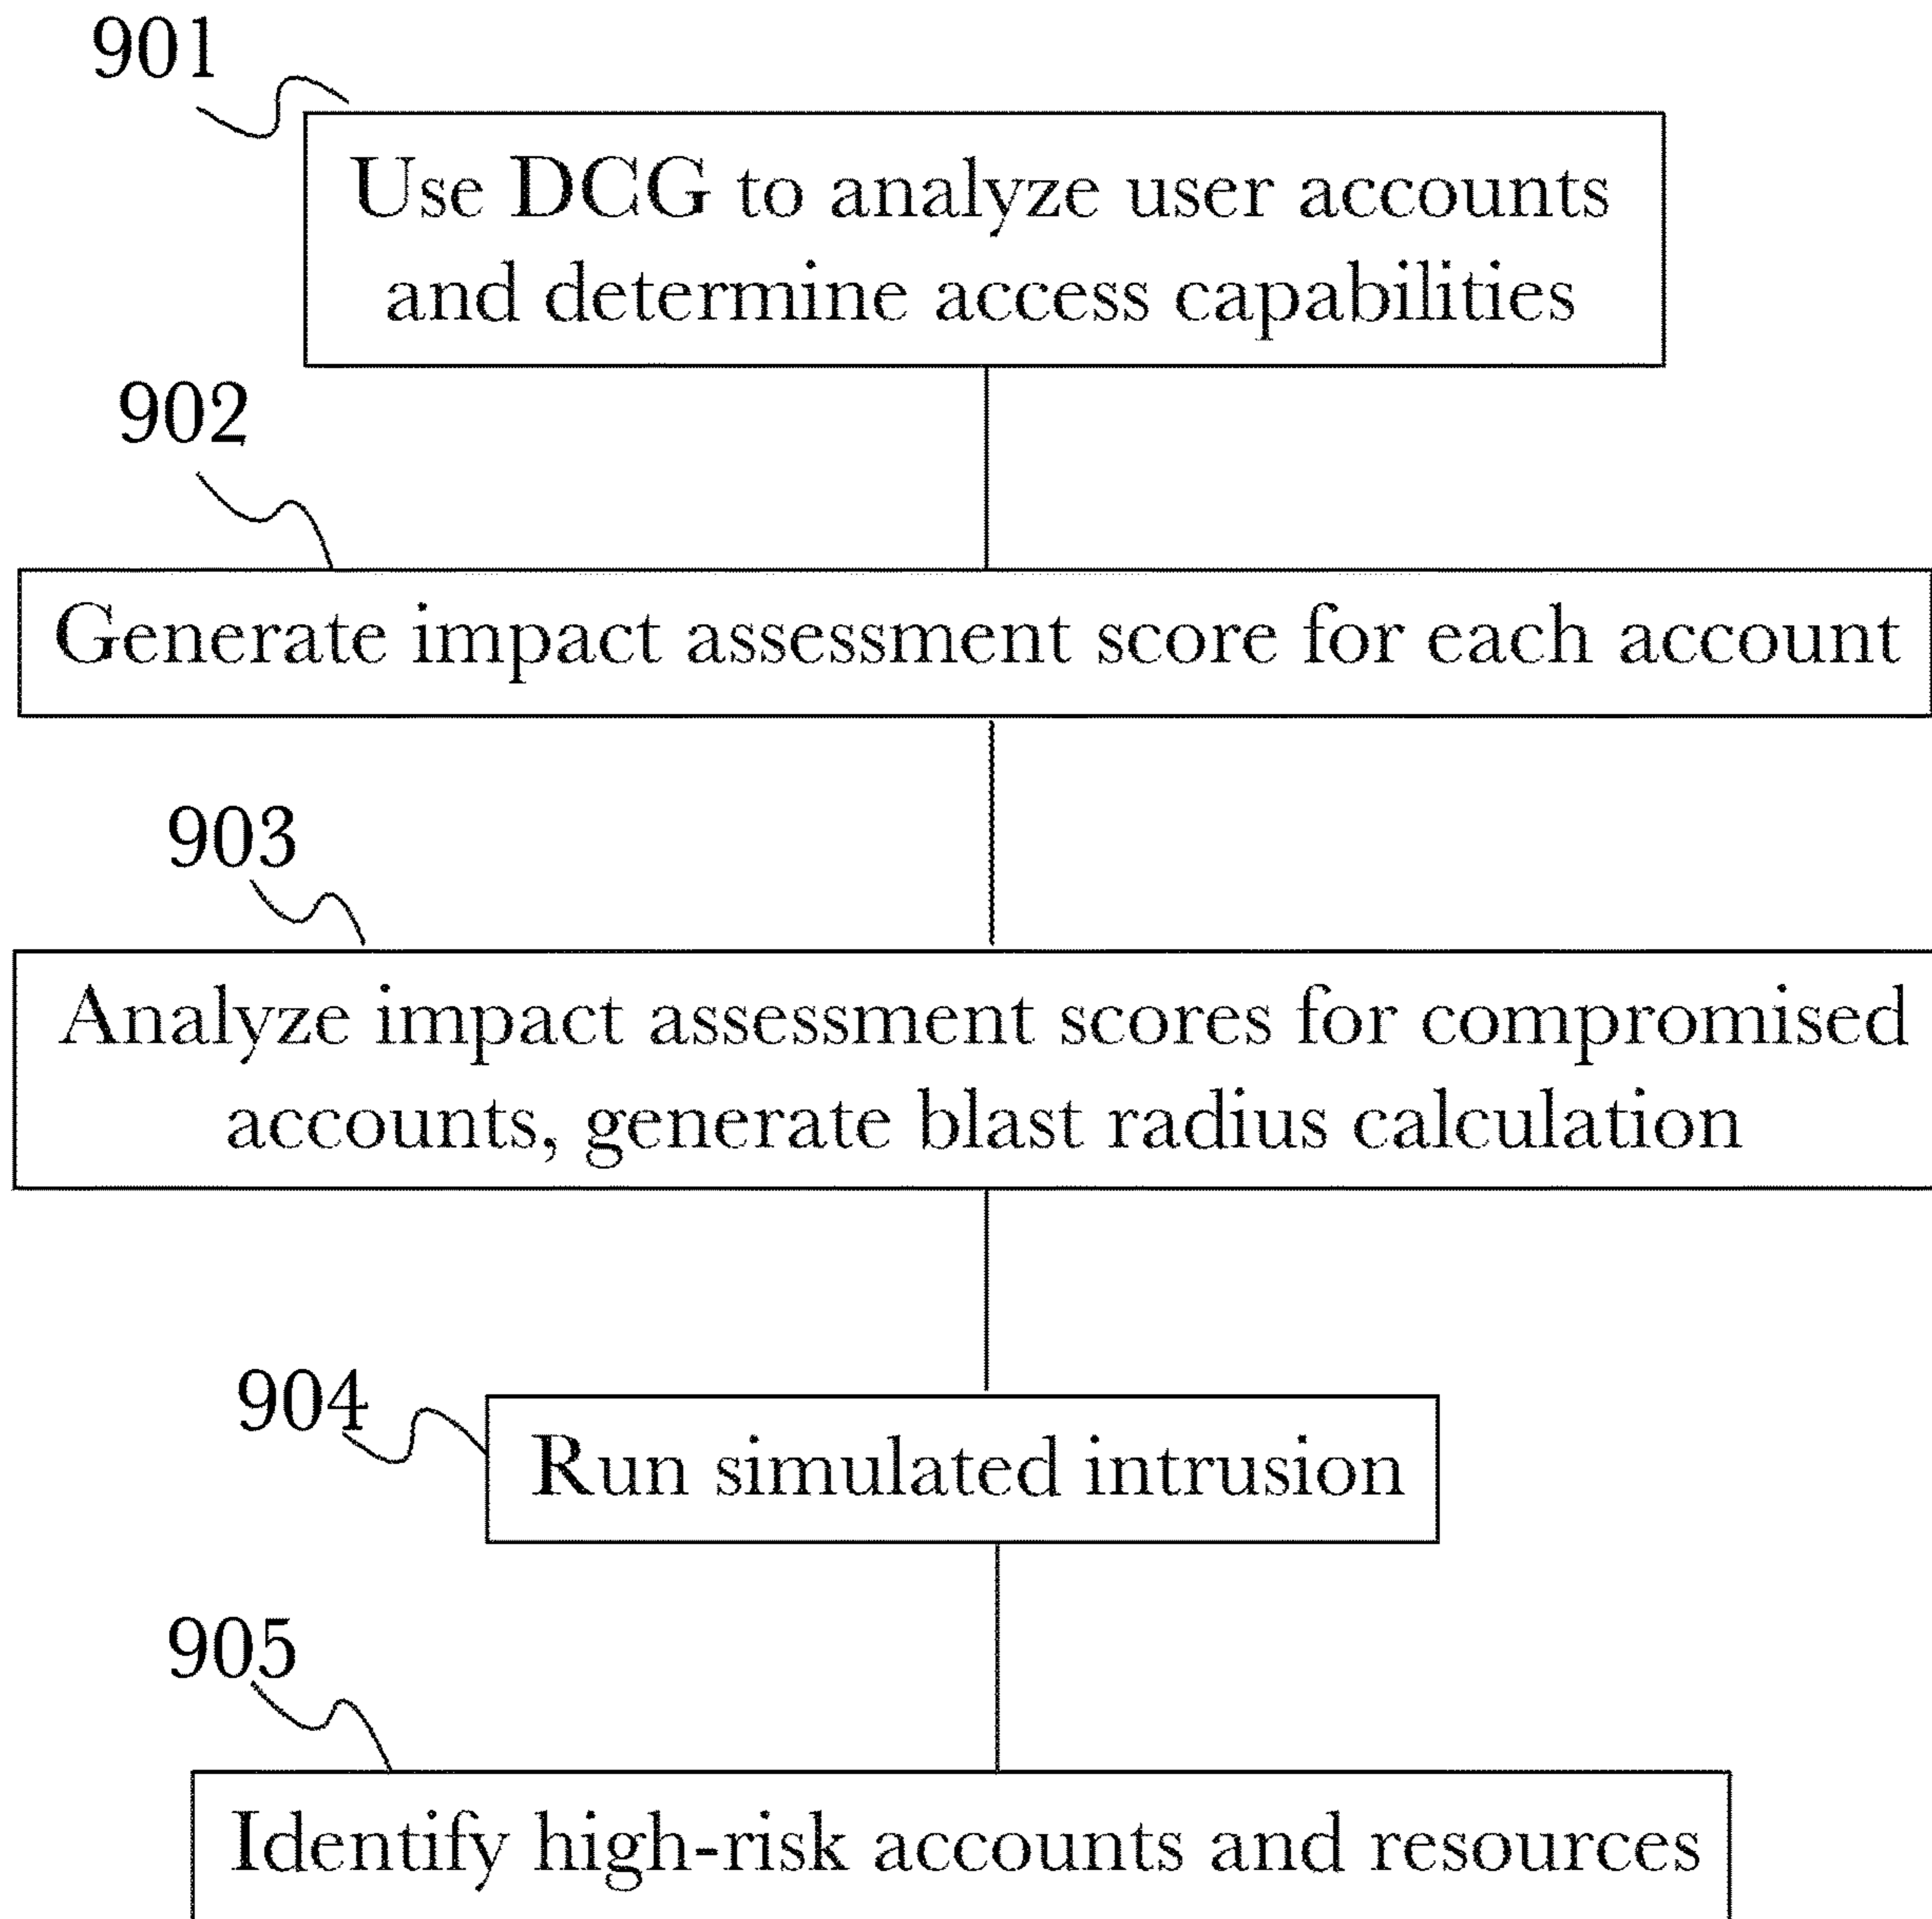 901
Use DCG to analyze user accounts
and determine access capabilities
902
Generate impact assessment score for each account
903
Analyze impact assessment scores for compromised
accounts, generate blast radius calculation
904
Run simulated intrusion
905
Identify high-risk accounts and resources